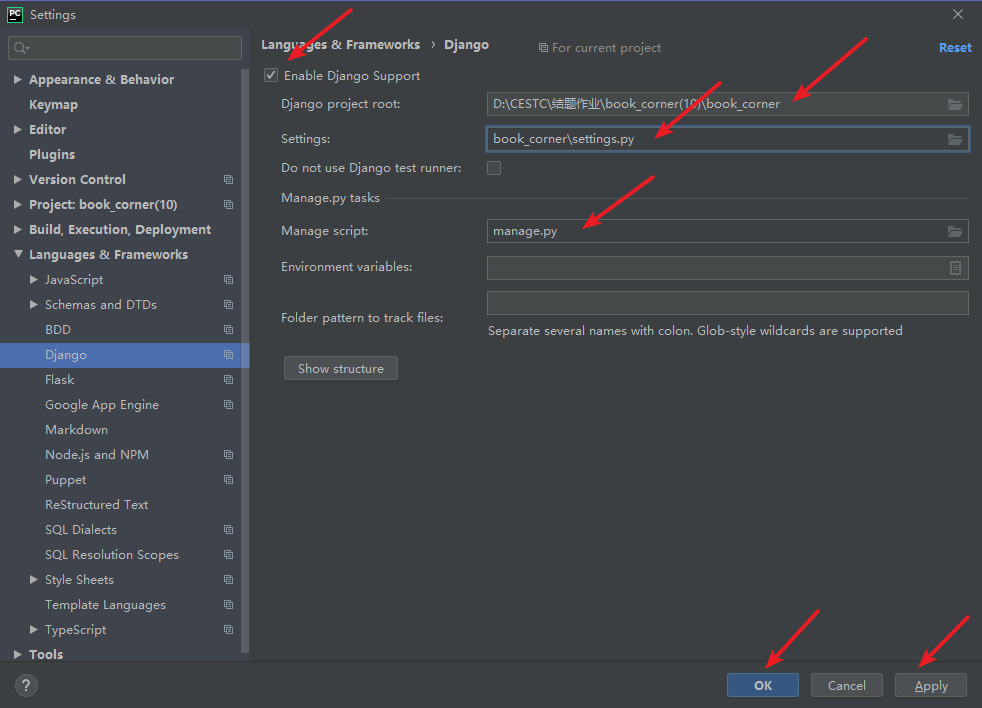 PC Settings
Languages & Frameworks › Django For current project Reset
Appearance & Behavior
Keymap
Editor
Plugins
Version Control
Project: book_corner(10)
Build, Execution, Deployment
Languages & Frameworks
JavaScript
Schemas and DTDs
BDD
Django
Flask
Google App Engine
Markdown
Node.js and NPM
Puppet
ReStructured Text
SQL Dialects
SQL Resolution Scopes
Style Sheets
Template Languages
TypeScript
Tools
Enable Django Support
Django project root: D:\CESTC\结题作业\book_corner(10)\book_corner
Settings: book_corner\settings.py
Do not use Django test runner:
Manage.py tasks
Manage script: manage.py
Environment variables:
Folder pattern to track files:
Separate several names with colon. Glob-style wildcards are supported
Show structure
? OK Cancel Apply